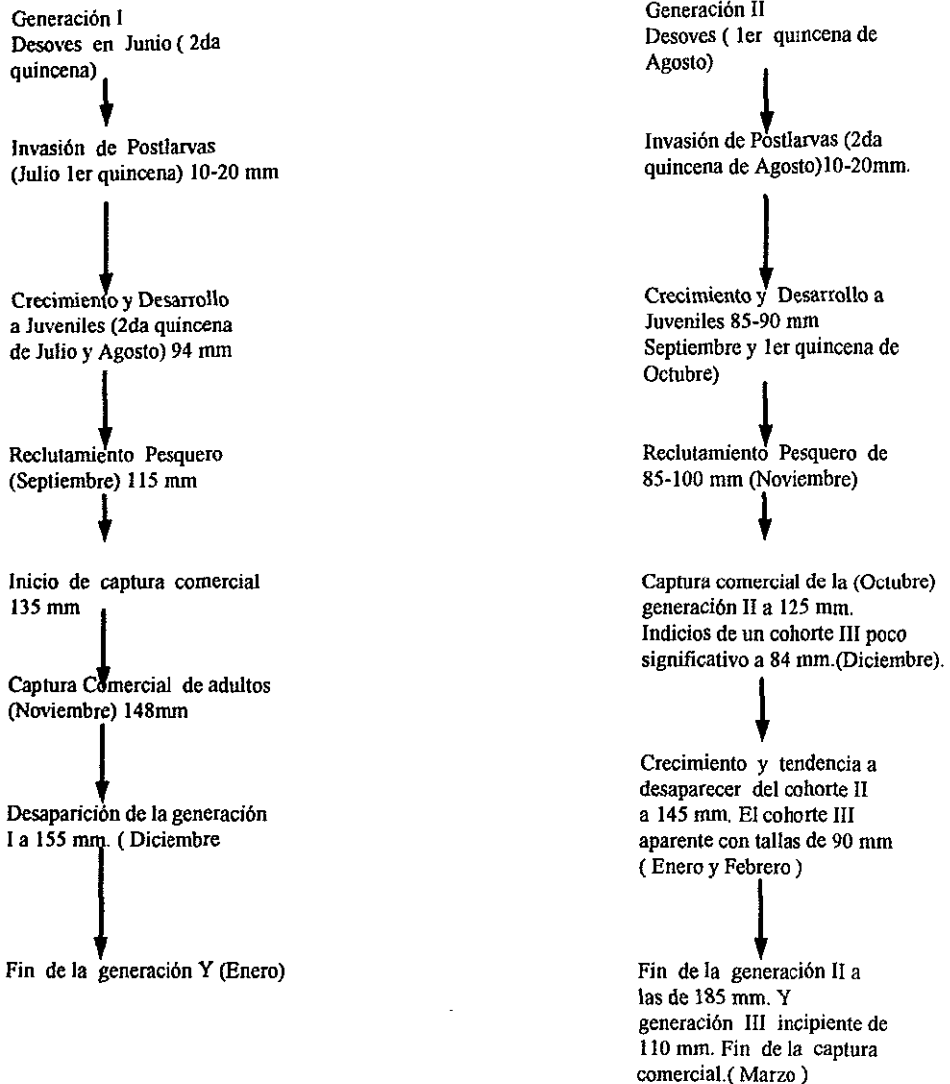 Generación I
Desoves en Junio ( 2da
quincena)
Invasión de Postlarvas
(Julio 1er quincena) 10-20 mm
Crecimiento y Desarrollo
a Juveniles (2da quincena
de Julio y Agosto) 94 mm
Reclutamiento Pesquero
(Septiembre) 115 mm
Inicio de captura comercial
135 mm
Captura Comercial de adultos
(Noviembre) 148mm
Desaparición de la generación
I a 155 mm. ( Diciembre
Fin de la generación Y (Enero)
Generación II
Desoves ( 1er quincena de
Agosto)
Invasión de Postlarvas (2da
quincena de Agosto)10-20mm.
Crecimiento y Desarrollo a
Juveniles 85-90 mm
Septiembre y 1er quincena de
Octubre)
Reclutamiento Pesquero de
85-100 mm (Noviembre)
Captura comercial de la (Octubre)
generación II a 125 mm.
Indicios de un cohorte III poco
significativo a 84 mm.(Diciembre).
Crecimiento y tendencia a
desaparecer del cohorte II
a 145 mm. El cohorte III
aparente con tallas de 90 mm
( Enero y Febrero )
Fin de la generación II a
las de 185 mm. Y
generación III incipiente de
110 mm. Fin de la captura
comercial.( Marzo )